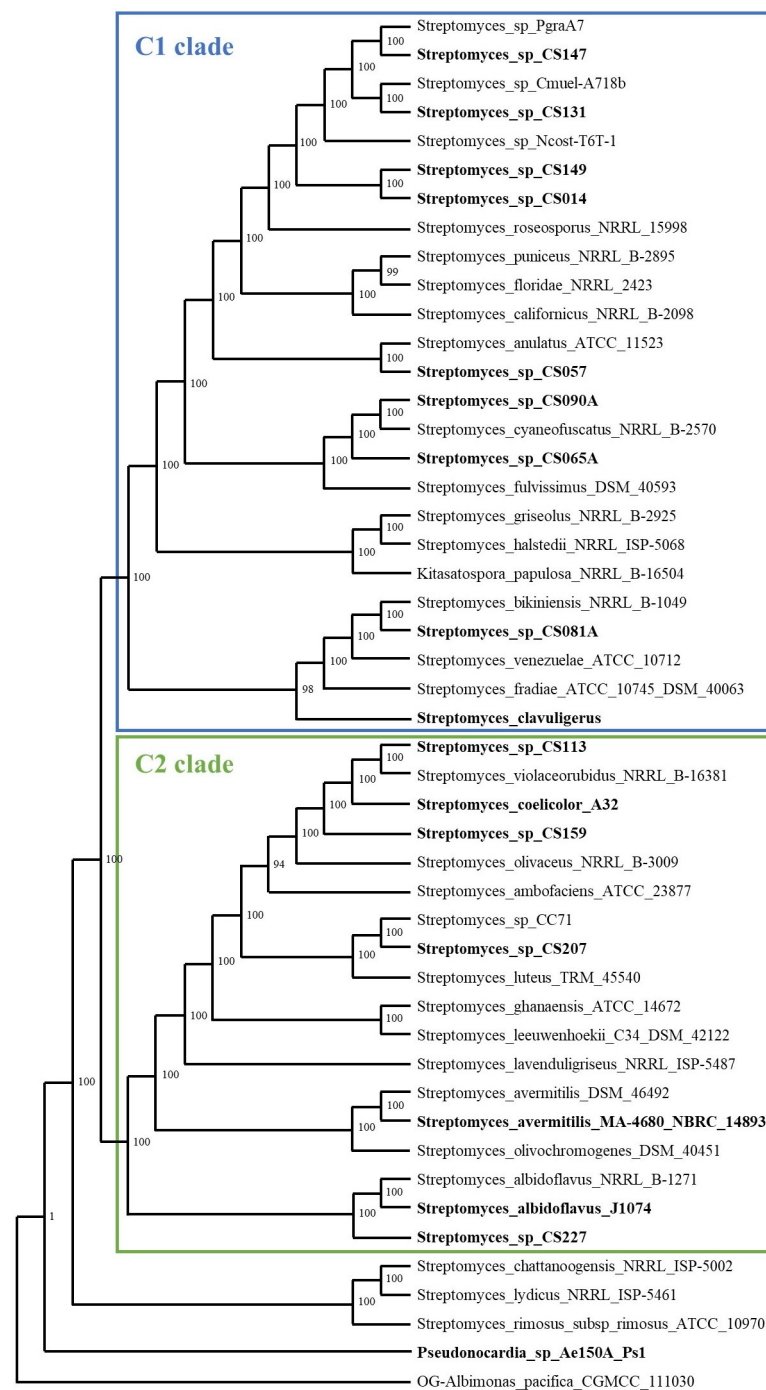 C1 clade
Streptomyces_sp_PgraA7
100
Streptomyces_sp_CS147
100
Streptomyces_sp_Cmuel-A718b
100
100
Streptomyces_sp_CS131
Streptomyces_sp_Ncost-T6T-1
100
Streptomyces_sp_CS149
100
100
Streptomyces_sp_CS014
Streptomyces_roseosporus_NRRL_15998
100
Streptomyces_puniceus_NRRL_B-2895
99
Streptomyces_floridae_NRRL_2423
100
100
Streptomyces_californicus_NRRL_B-2098
Streptomyces_anulatus_ATCC_11523
100
Streptomyces_sp_CS057
100
Streptomyces_sp_CS090A
100
Streptomyces_cyaneofuscatus_NRRL_B-2570
100
Streptomyces_sp_CS065A
100
Streptomyces_fulvissimus_DSM_40593
Streptomyces_griseolus_NRRL_B-2925
100
Streptomyces_halstedii_NRRL_ISP-5068
100
Kitasatospora_papulosa_NRRL_B-16504
100
Streptomyces_bikiniensis_NRRL_B-1049
100
Streptomyces_sp_CS081A
100
Streptomyces_venezuelae_ATCC_10712
100
Streptomyces_fradiae_ATCC_10745_DSM_40063
98
Streptomyces_clavuligerus
C2 clade
Streptomyces_sp_CS113
100
Streptomyces_violaceorubidus_NRRL_B-16381
100
Streptomyces_coelicolor_A32
100
Streptomyces_sp_CS159
100
Streptomyces_olivaceus_NRRL_B-3009
94
Streptomyces_ambofaciens_ATCC_23877
Streptomyces_sp_CC71
100
100
Streptomyces_sp_CS207
100
Streptomyces_luteus_TRM_45540
100
Streptomyces_ghanaensis_ATCC_14672
100
Streptomyces_leeuwenhoekii_C34_DSM_42122
100
Streptomyces_lavenduligriseus_NRRL_ISP-5487
100
Streptomyces_avermitilis_DSM_46492
100
100
Streptomyces_avermitilis_MA-4680_NBRC_14893
100
100
Streptomyces_olivochromogenes_DSM_40451
Streptomyces_albidoflavus_NRRL_B-1271
100
Streptomyces_albidoflavus_J1074
1
100
Streptomyces_sp_CS227
Streptomyces_chattanoogensis_NRRL_ISP-5002
100
Streptomyces_lydicus_NRRL_ISP-5461
100
Streptomyces_rimosus_subsp_rimosus_ATCC_10970
Pseudonocardia_sp_Ae150A_Ps1
OG-Albimonas_pacifica_CGMCC_111030